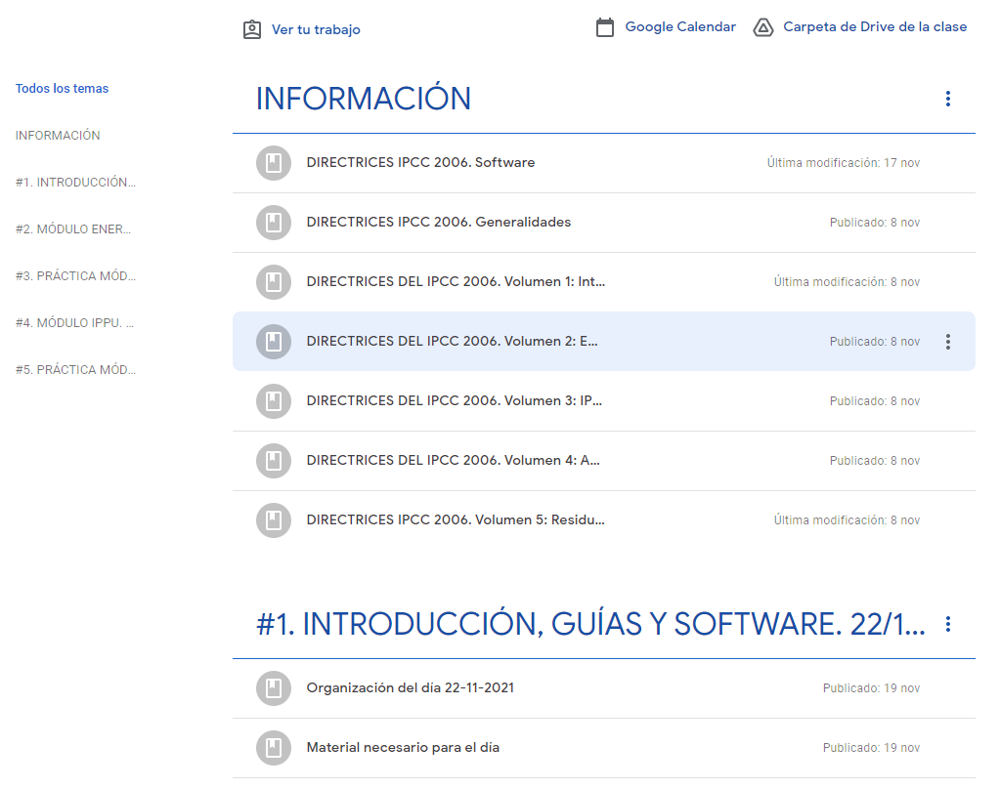 Ver tu trabajo
Google Calendar
Carpeta de Drive de la clase
Todos los temas
INFORMACIÓN
#1. INTRODUCCIÓN...
#2. MÓDULO ENER...
#3. PRÁCTICA MÓD...
#4. MÓDULO IPPU. ...
#5. PRÁCTICA MÓD...
INFORMACIÓN
DIRECTRICES IPCC 2006. Software Última modificación: 17 nov
DIRECTRICES IPCC 2006. Generalidades Publicado: 8 nov
DIRECTRICES DEL IPCC 2006. Volumen 1: Int... Última modificación: 8 nov
DIRECTRICES DEL IPCC 2006. Volumen 2: E... Publicado: 8 nov
DIRECTRICES DEL IPCC 2006. Volumen 3: IP... Publicado: 8 nov
DIRECTRICES DEL IPCC 2006. Volumen 4: A... Publicado: 8 nov
DIRECTRICES IPCC 2006. Volumen 5: Residu... Última modificación: 8 nov
#1. INTRODUCCIÓN, GUÍAS Y SOFTWARE. 22/1...
Organización del día 22-11-2021 Publicado: 19 nov
Material necesario para el día Publicado: 19 nov